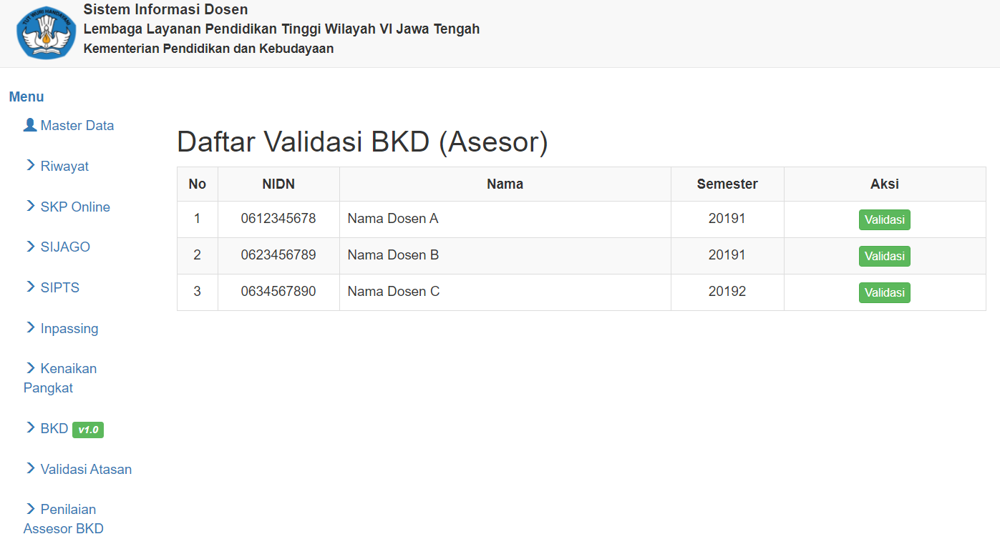 TUT WURI HANDAYANI
Sistem Informasi Dosen
Lembaga Layanan Pendidikan Tinggi Wilayah VI Jawa Tengah
Kementerian Pendidikan dan Kebudayaan
Menu
Master Data
Riwayat
SKP Online
SIJAGO
SIPTS
Inpassing
Kenaikan
Pangkat
BKD v1.0
Validasi Atasan
Penilaian
Assesor BKD
Daftar Validasi BKD (Asesor)
No NIDN Nama Semester Aksi
1 0612345678 Nama Dosen A 20191 Validasi
2 0623456789 Nama Dosen B 20191 Validasi
3 0634567890 Nama Dosen C 20192 Validasi